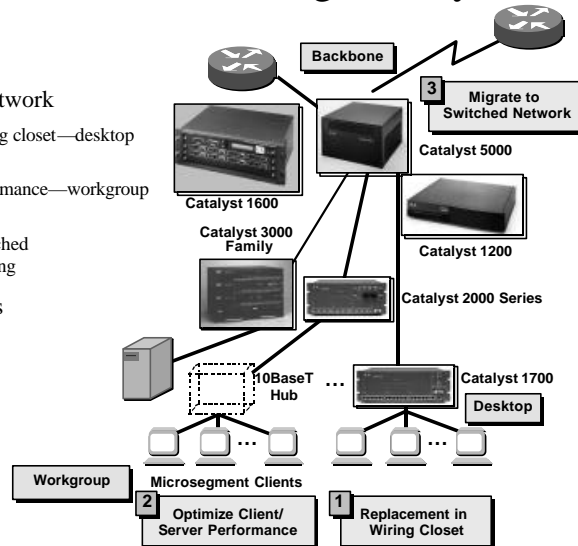 Backbone
twork
3
Migrate to
Switched Network
closet—desktop
Catalyst 5000
mance—workgroup
Catalyst 1600
Catalyst 3000
Family
Catalyst 1200
Catalyst 2000 Series
10BaseT
Hub
...
Catalyst 1700
Desktop
...
...
Workgroup
Microsegment Clients
2
Optimize Client/
Server Performance
1
Replacement in
Wiring Closet